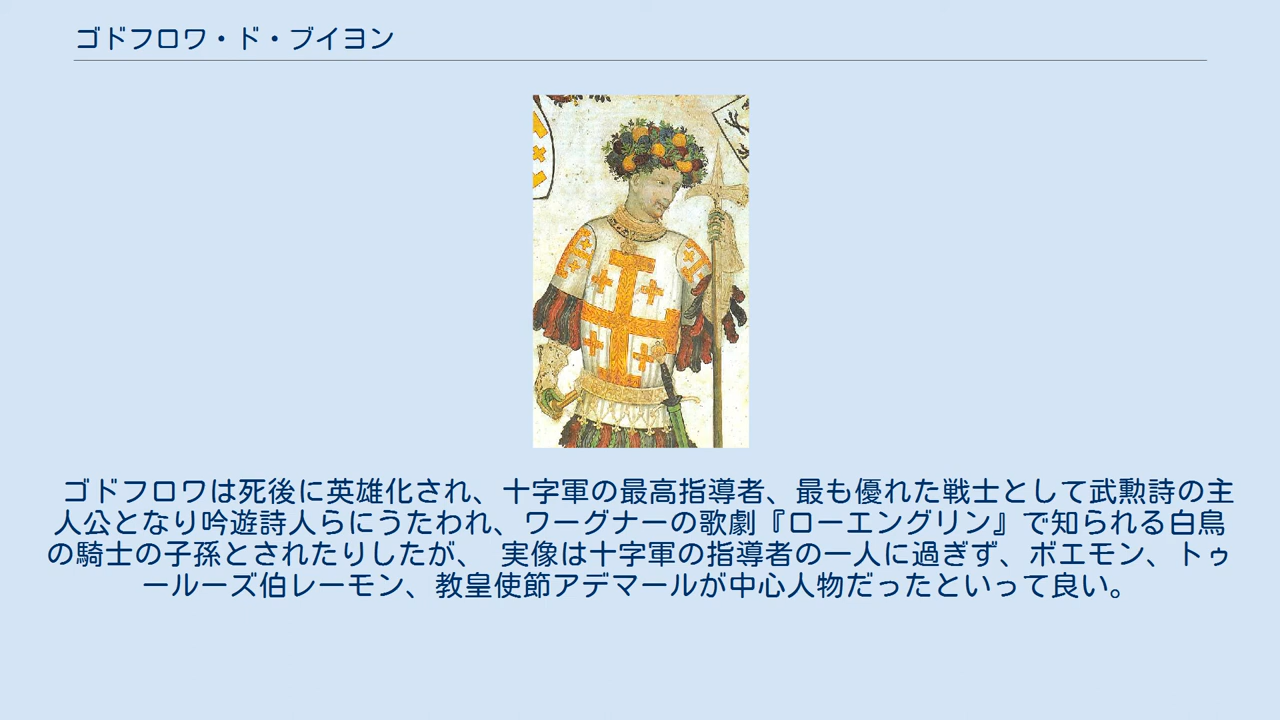 ゴドフロワ・ド・ブイヨン
ゴドフロワは死後に英雄化され、十字軍の最高指導者、最も優れた戦士として武勲詩の主
人公となり吟遊詩人らにうたわれ、ワーグナーの歌劇『ローエングリン』で知られる白鳥
の騎士の子孫とされたりしたが、 実像は十字軍の指導者の一人に過ぎず、ボエモン、トゥ
ールーズ伯レーモン、教皇使節アデマールが中心人物だったといって良い。